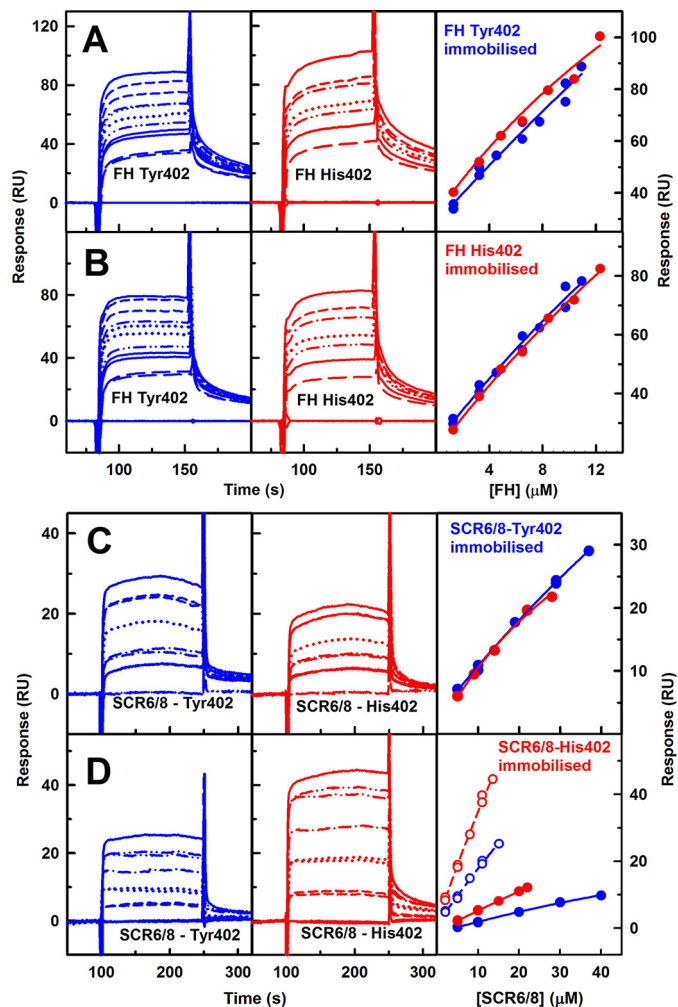 A
FH Tyr402
FH His402
FH Tyr402
immobilised
120
80
40
0
100
80
60
40
Response (RU)
Response (RU)
B
FH Tyr402
FH His402
FH His402
immobilised
80
40
0
80
60
40
100
150
100
150
4
8
12
Time (s)
[FH] (μM)
C
SCR6/8 - Tyr402
SCR6/8 - His402
SCR6/8-Tyr402
immobilised
40
20
0
30
20
10
Response (RU)
Response (RU)
D
SCR6/8 - Tyr402
SCR6/8 - His402
SCR6/8-His402
immobilised
40
20
0
40
20
0
100
200
300
100
200
300
10
20
30
40
Time (s)
[SCR6/8] (μM)